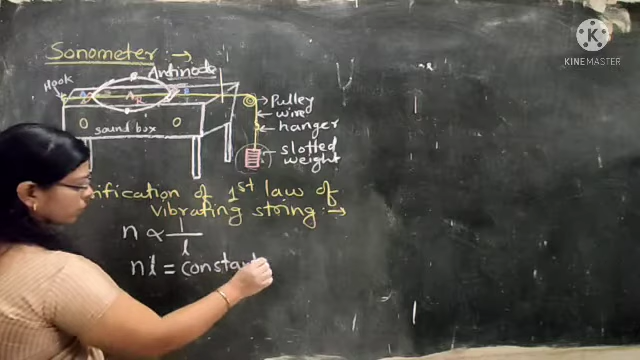 Sonometer →
Hook
Antinode
Pulley
wire
hanger
slotted weight
sound box
rification of 1st law of
vibrating string :→
n ∝ 1/l
nl = constant
K
KINEMASTER